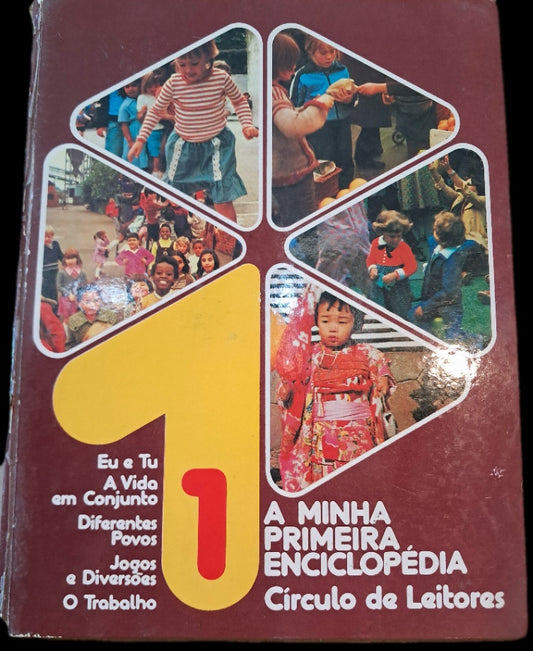 Eu e Tu
A Vida
em Conjunto
Diferentes
Povos
Jogos
e Diversões
O Trabalho
1
A MINHA
PRIMEIRA
ENCICLOPÉDIA
Círculo de Leitores